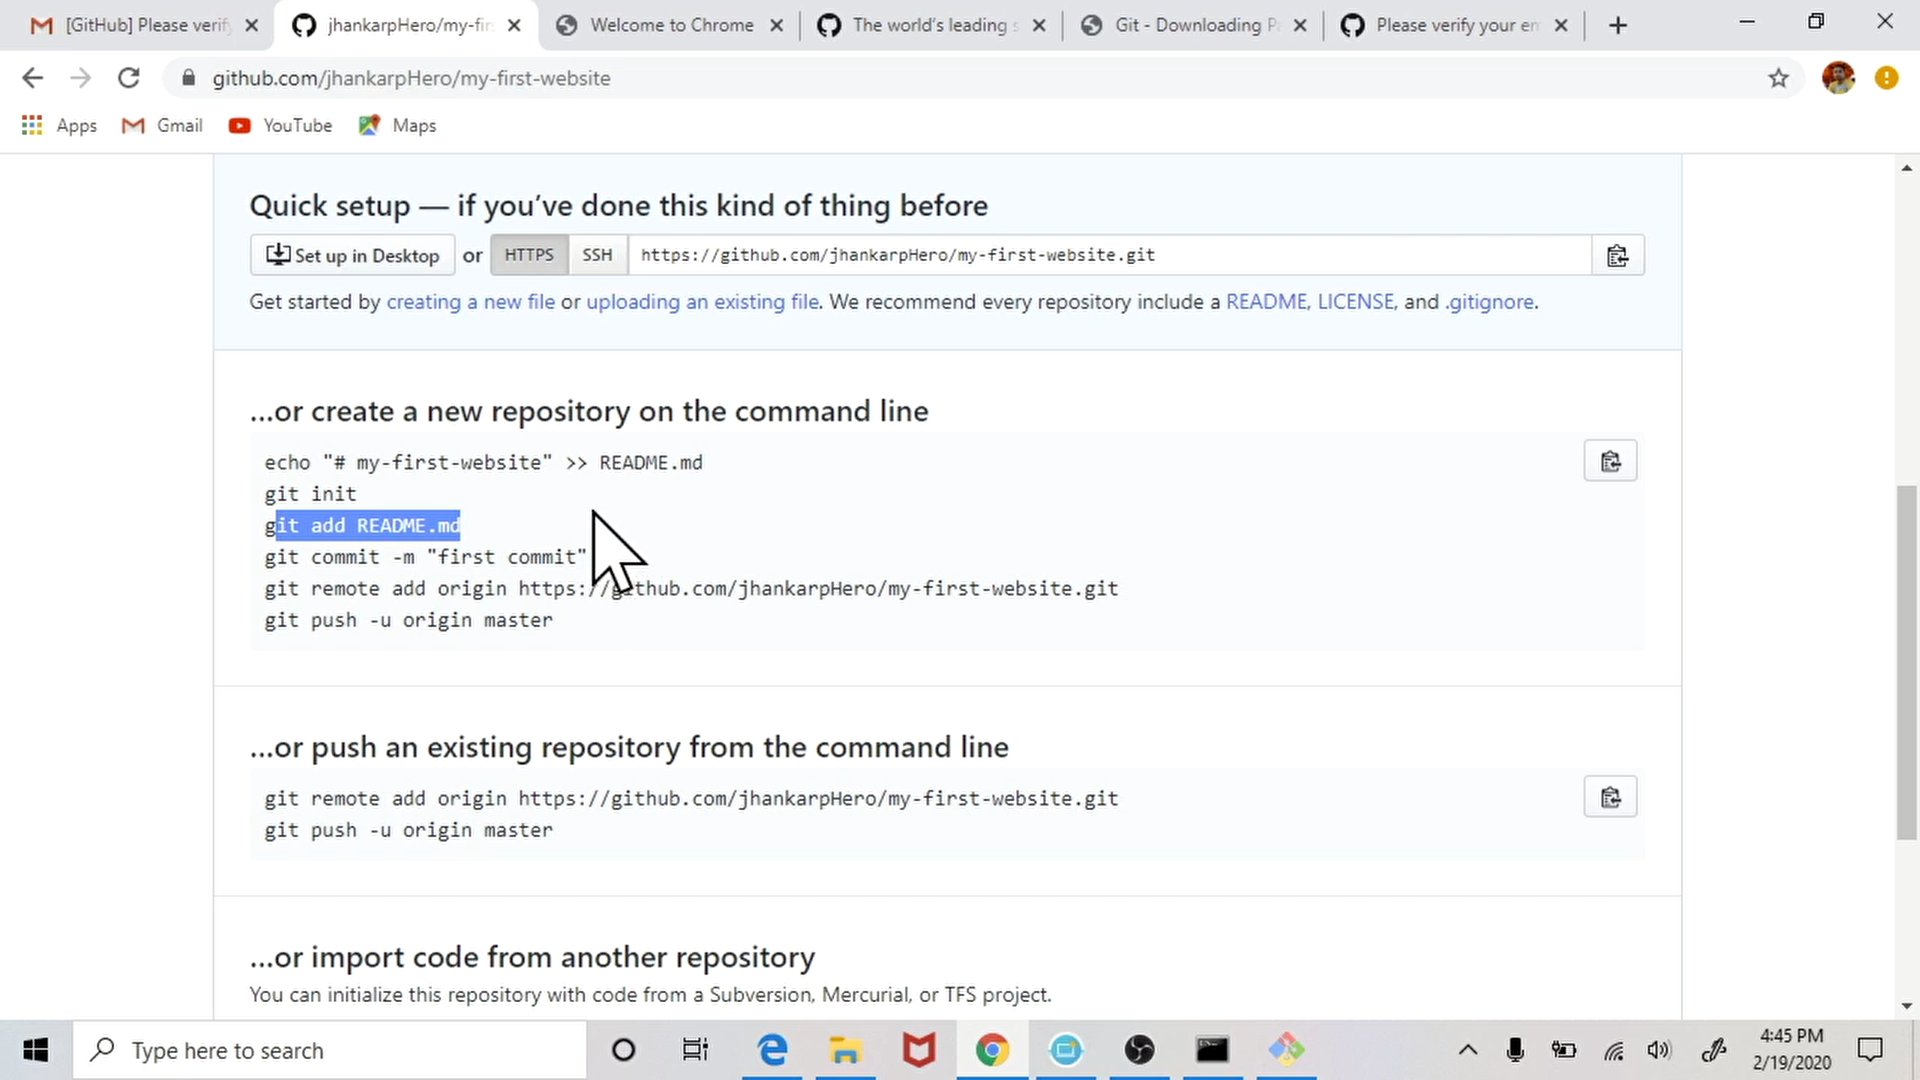 [GitHub] Please verify
jhankarpHero/my-fir
Welcome to Chrome
The world's leading s
Git - Downloading Pa
Please verify your em
github.com/jhankarpHero/my-first-website
Apps
Gmail
YouTube
Maps
Quick setup — if you've done this kind of thing before
Set up in Desktop or HTTPS SSH https://github.com/jhankarpHero/my-first-website.git
Get started by creating a new file or uploading an existing file. We recommend every repository include a README, LICENSE, and .gitignore.
…or create a new repository on the command line
echo "# my-first-website" >> README.md
git init
git add README.md
git commit -m "first commit"
git remote add origin https://github.com/jhankarpHero/my-first-website.git
git push -u origin master
…or push an existing repository from the command line
git remote add origin https://github.com/jhankarpHero/my-first-website.git
git push -u origin master
…or import code from another repository
You can initialize this repository with code from a Subversion, Mercurial, or TFS project.
Type here to search
4:45 PM
2/19/2020